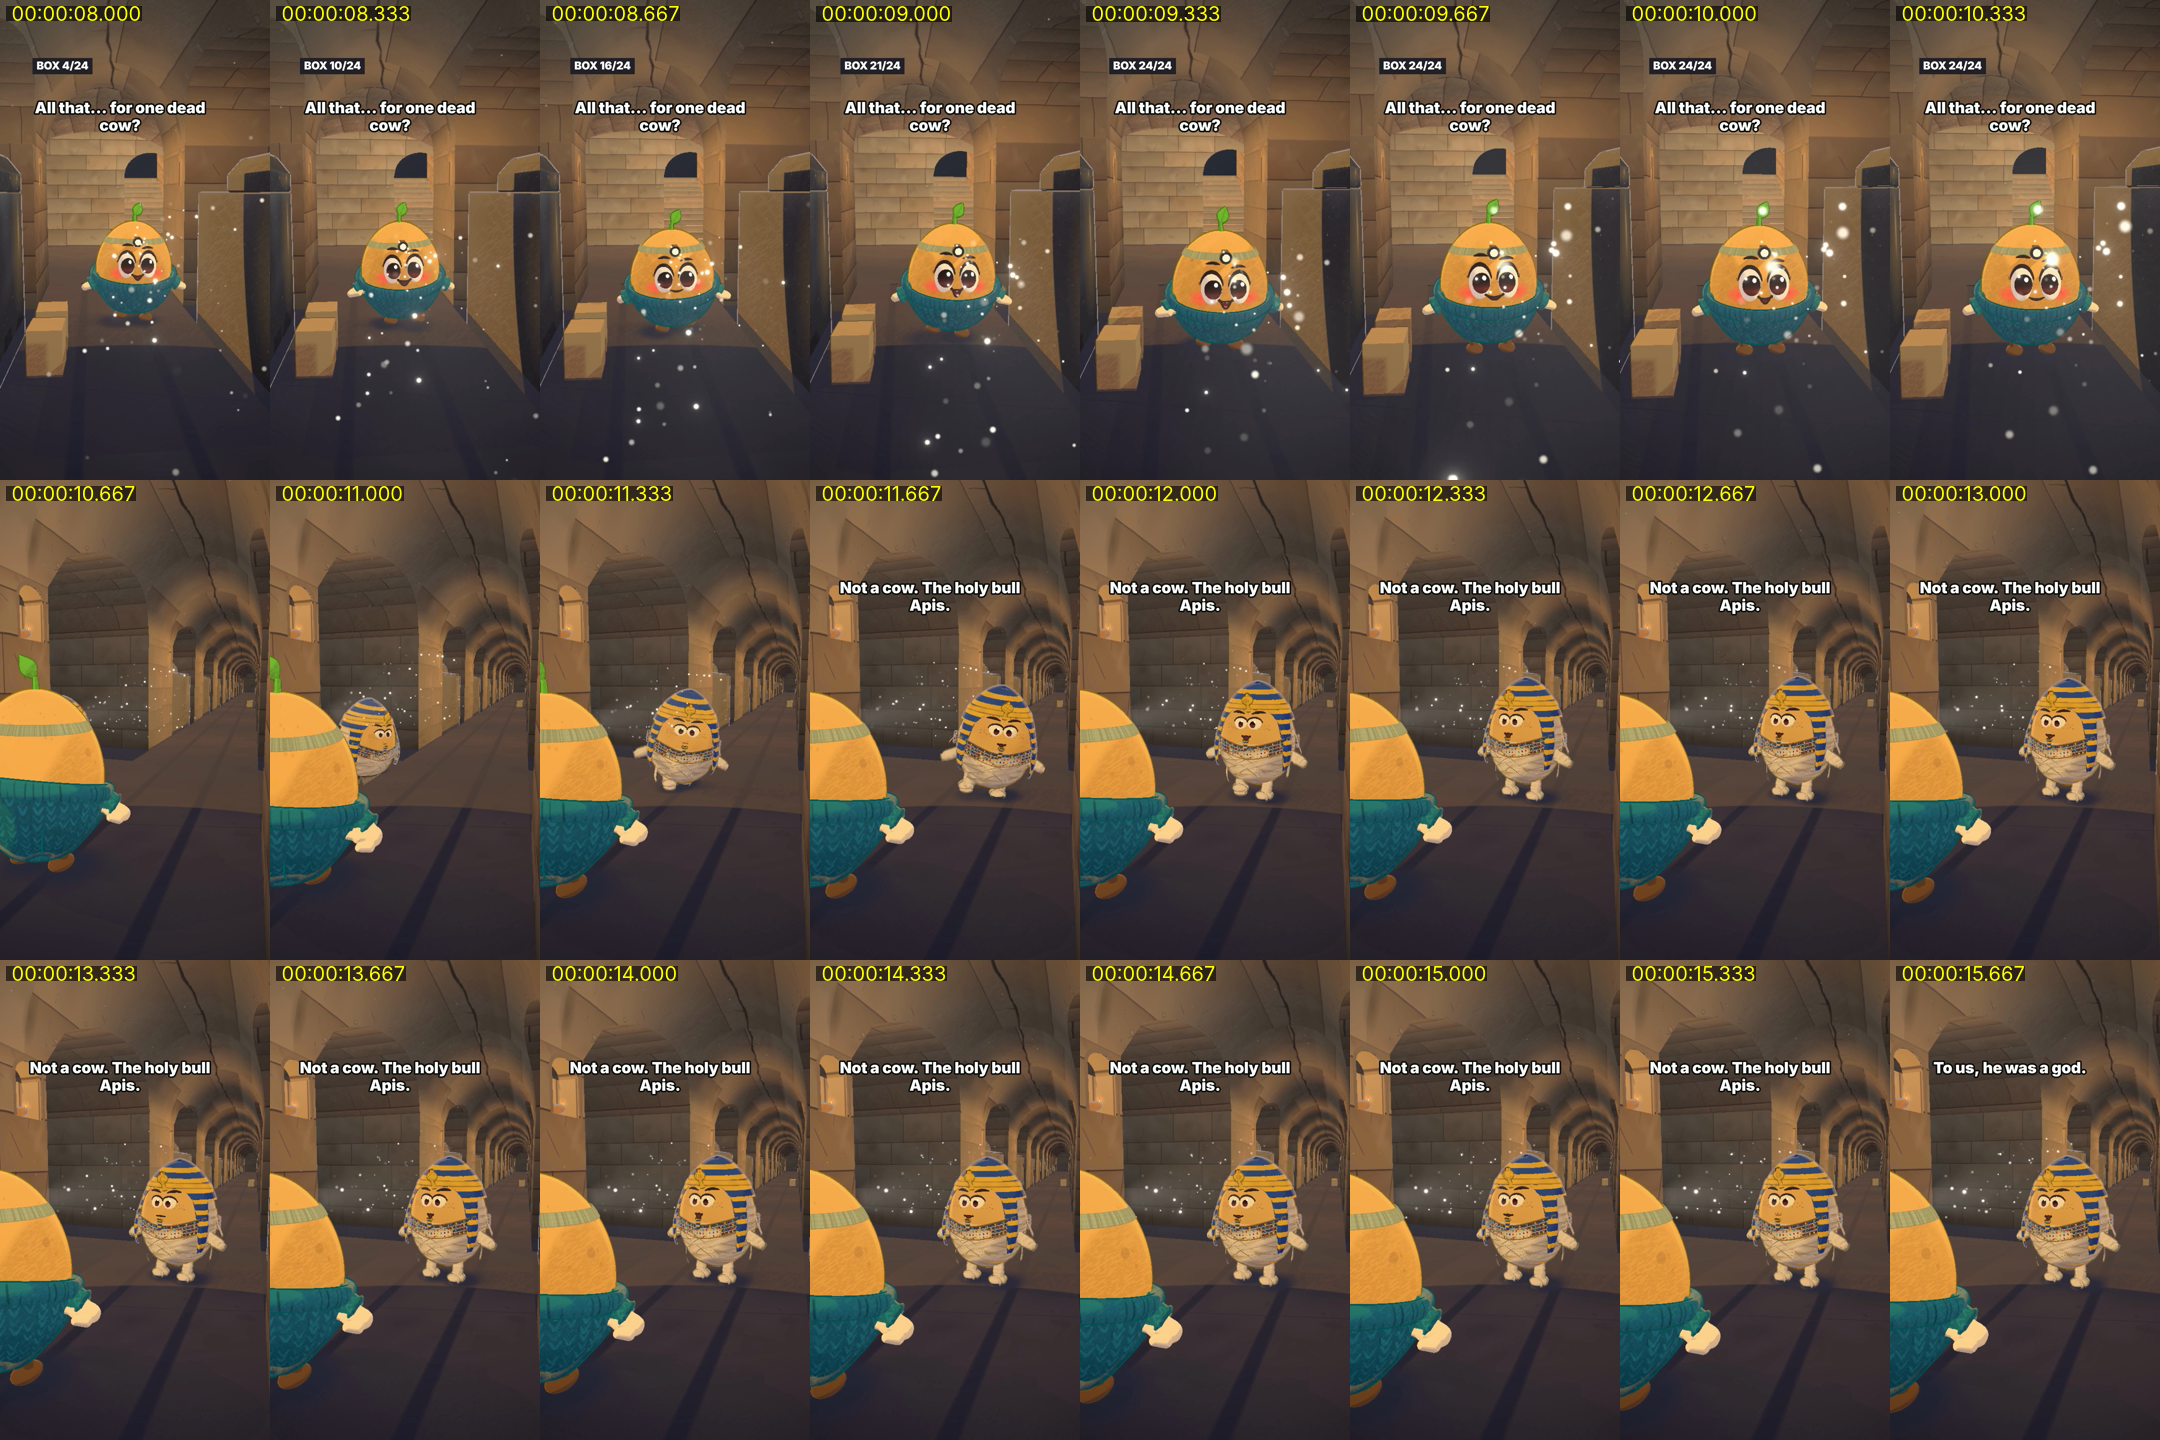 00:00:08.000
BOX 4/24
All that... for one dead
cow?
00:00:08.333
BOX 10/24
All that... for one dead
cow?
00:00:08.667
BOX 16/24
All that... for one dead
cow?
00:00:09.000
BOX 21/24
All that... for one dead
cow?
00:00:09.333
BOX 24/24
All that... for one dead
cow?
00:00:09.667
BOX 24/24
All that... for one dead
cow?
00:00:10.000
BOX 24/24
All that... for one dead
cow?
00:00:10.333
BOX 24/24
All that... for one dead
cow?
00:00:10.667
00:00:11.000
00:00:11.333
00:00:11.667
Not a cow. The holy bull
Apis.
00:00:12.000
Not a cow. The holy bull
Apis.
00:00:12.333
Not a cow. The holy bull
Apis.
00:00:12.667
Not a cow. The holy bull
Apis.
00:00:13.000
Not a cow. The holy bull
Apis.
00:00:13.333
Not a cow. The holy bull
Apis.
00:00:13.667
Not a cow. The holy bull
Apis.
00:00:14.000
Not a cow. The holy bull
Apis.
00:00:14.333
Not a cow. The holy bull
Apis.
00:00:14.667
Not a cow. The holy bull
Apis.
00:00:15.000
Not a cow. The holy bull
Apis.
00:00:15.333
Not a cow. The holy bull
Apis.
00:00:15.667
To us, he was a god.